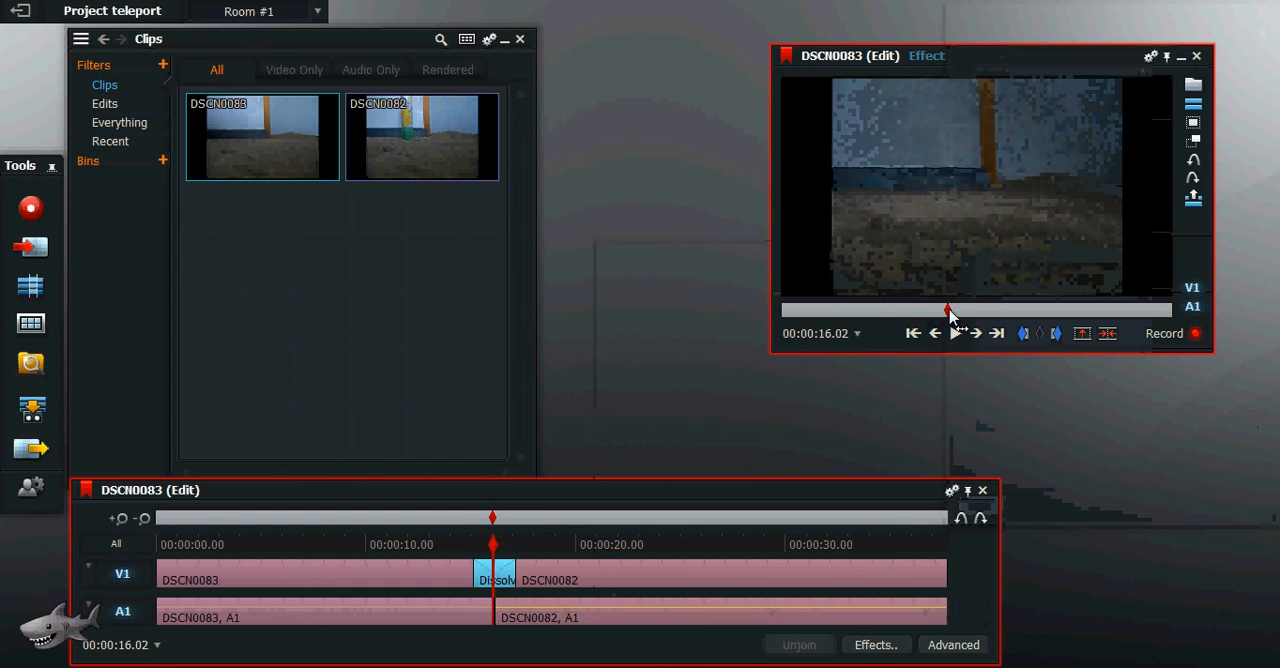 Project teleport
Room #1
Clips
Filters
Clips
Edits
Everything
Recent
Bins
All
Video Only
Audio Only
Rendered
DSCN0083
DSCN0082
Tools
DSCN0083 (Edit)
Effect
V1
A1
00:00:16.02
Record
DSCN0083 (Edit)
All
00:00:00.00
00:00:10.00
00:00:20.00
00:00:30.00
V1
DSCN0083
Dissolv
DSCN0082
A1
DSCN0083, A1
DSCN0082, A1
00:00:16.02
Unjoin
Effects..
Advanced